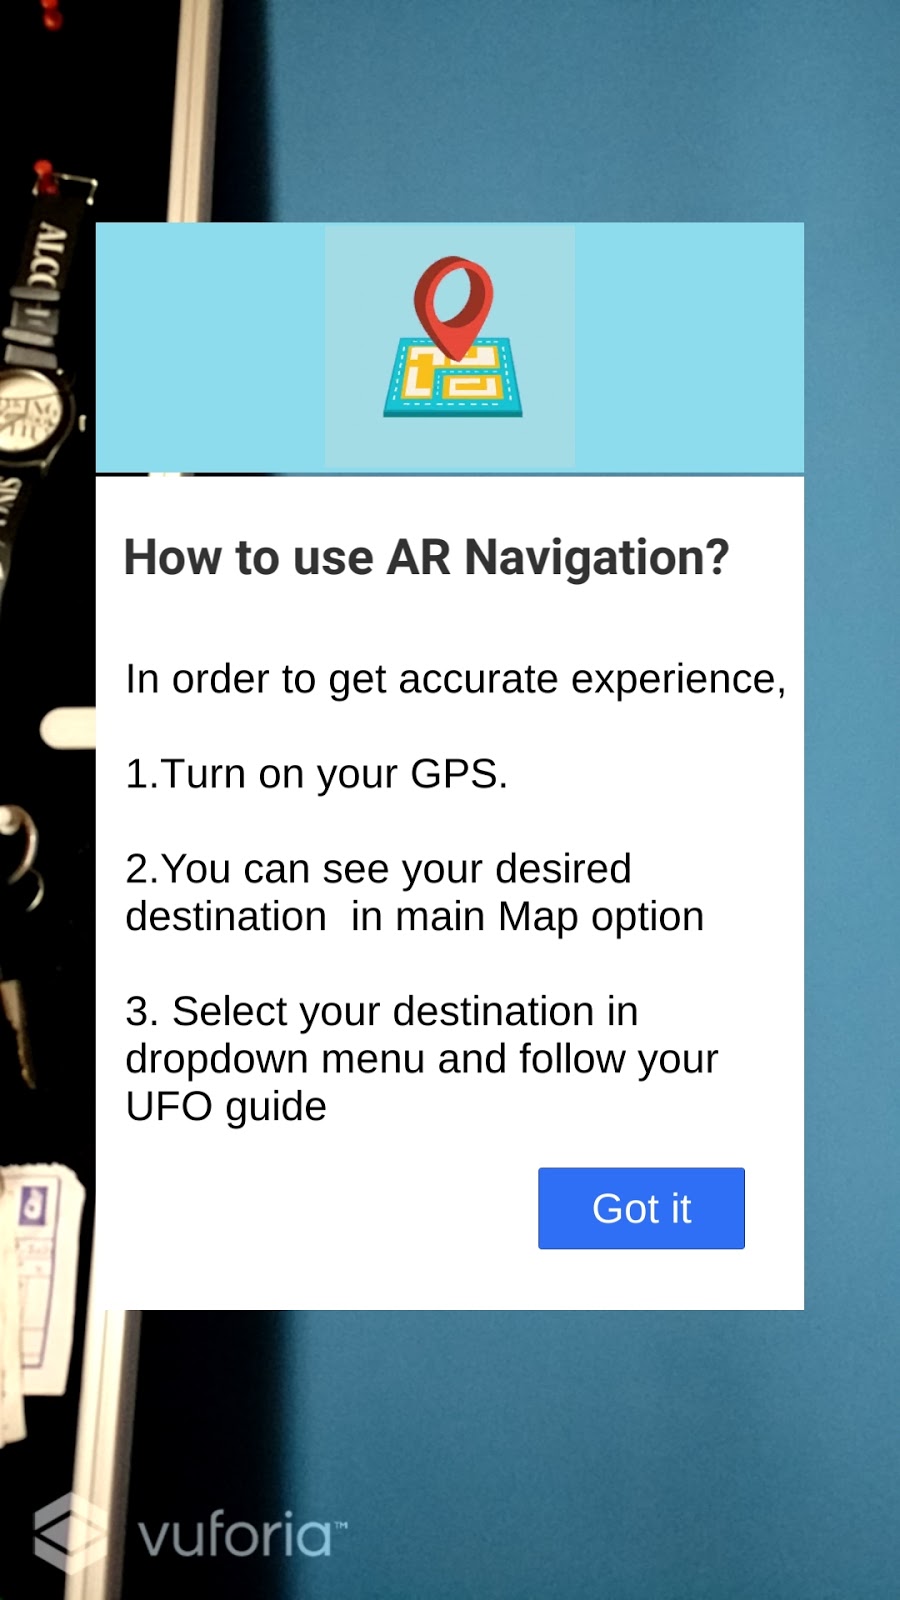 ALCO
How to use AR Navigation?
In order to get accurate experience,
1.Turn on your GPS.
2.You can see your desired
destination  in main Map option
3. Select your destination in
dropdown menu and follow your
UFO guide
Got it
vuforia™